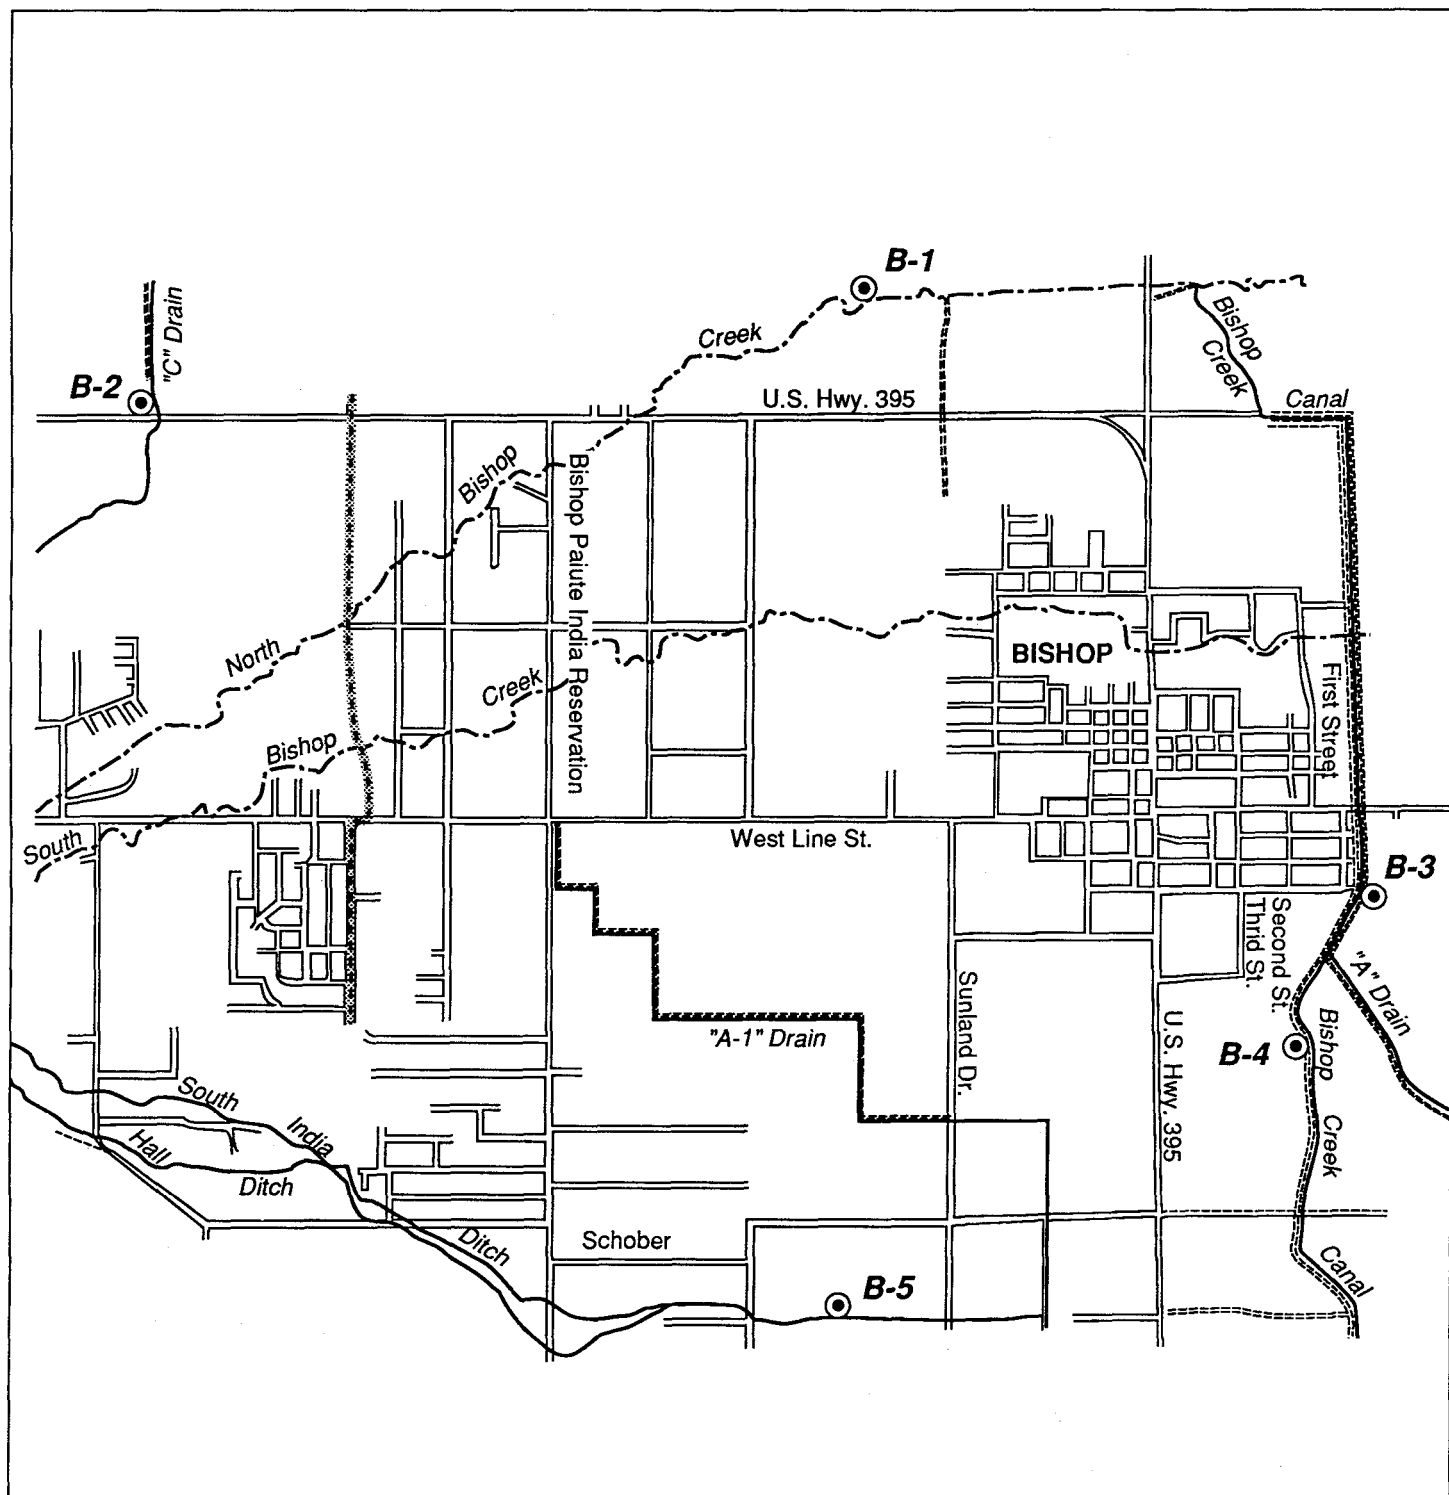 B-1
"C" Drain
Bishop
Creek
Creek
B-2
U.S. Hwy. 395
Canal
Bishop
Bishop Paiute India Reservation
North
BISHOP
Creek
First Street
Bishop
South
West Line St.
B-3
Second St.
Thrid St.
"A" Drain
Sunland Dr.
"A-1" Drain
U.S. Hwy. 395
B-4
Bishop
Creek
Canal
South
India
Ditch
Hall
Ditch
Schober
B-5